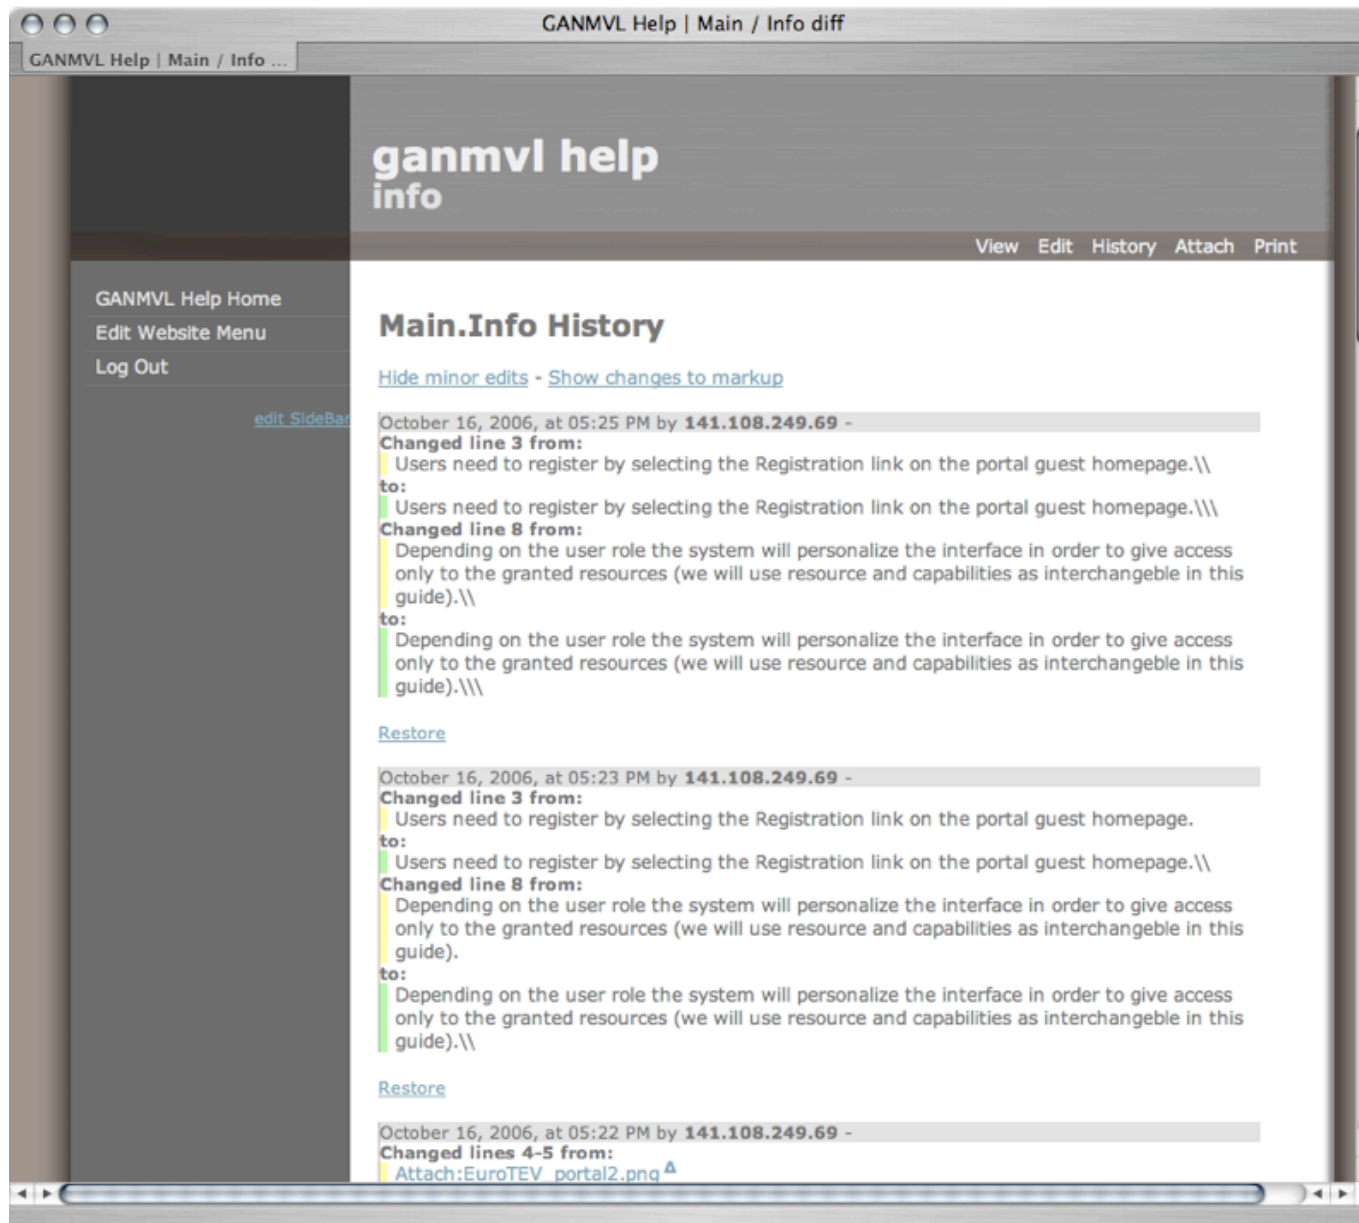 GANMVL Help | Main / Info diff
GANMVL Help | Main / Info ...
ganmvl help
info
View Edit History Attach Print
GANMVL Help Home
Edit Website Menu
Log Out
edit SideBar
Main.Info History
Hide minor edits - Show changes to markup
October 16, 2006, at 05:25 PM by 141.108.249.69 -
Changed line 3 from:
Users need to register by selecting the Registration link on the portal guest homepage.\\
to:
Users need to register by selecting the Registration link on the portal guest homepage.\\\
Changed line 8 from:
Depending on the user role the system will personalize the interface in order to give access
only to the granted resources (we will use resource and capabilities as interchangeble in this
guide).\\
to:
Depending on the user role the system will personalize the interface in order to give access
only to the granted resources (we will use resource and capabilities as interchangeble in this
guide).\\\
Restore
October 16, 2006, at 05:23 PM by 141.108.249.69 -
Changed line 3 from:
Users need to register by selecting the Registration link on the portal guest homepage.
to:
Users need to register by selecting the Registration link on the portal guest homepage.\\
Changed line 8 from:
Depending on the user role the system will personalize the interface in order to give access
only to the granted resources (we will use resource and capabilities as interchangeble in this
guide).
to:
Depending on the user role the system will personalize the interface in order to give access
only to the granted resources (we will use resource and capabilities as interchangeble in this
guide).\\
Restore
October 16, 2006, at 05:22 PM by 141.108.249.69 -
Changed lines 4-5 from:
Attach:EuroTEV_portal2.png Δ